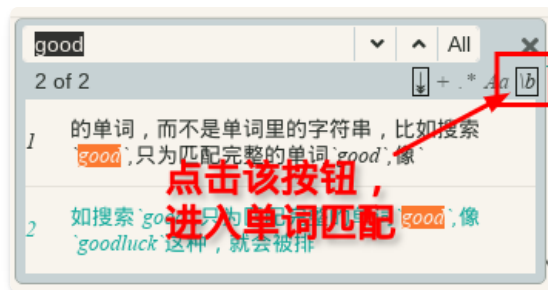 good All
2 of 2 + .* Aa \b
1 的单词，而不是单词里的字符串，比如搜索
`good`,只为匹配完整的单词`good`,像`
点击该按钮，
进入单词匹配
2 如搜索`good`,只为匹配完整的单词`good`,像
`goodluck`这种，就会被排